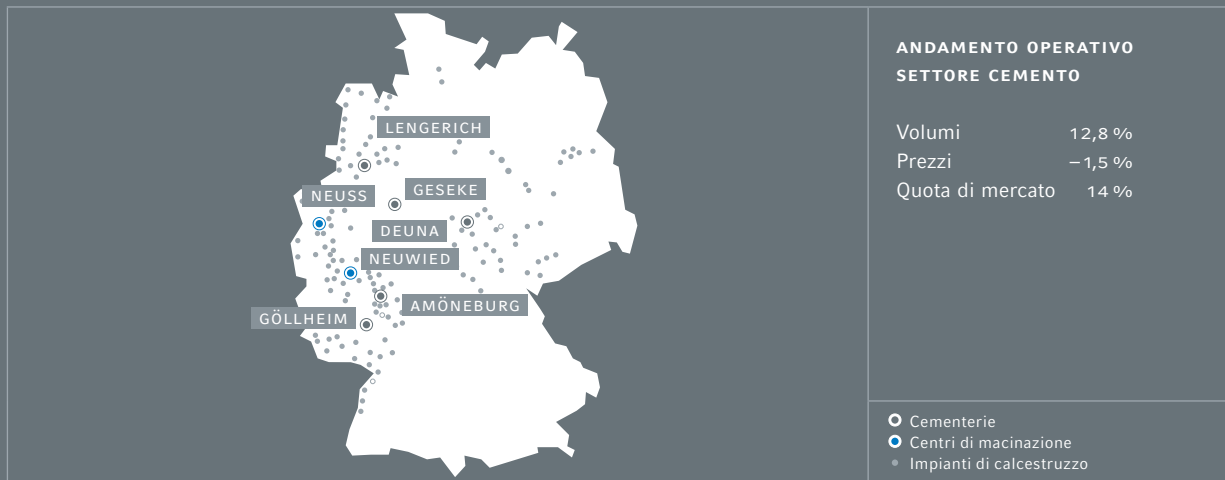 LENGERICH
NEUSS
GESEKE
DEUNA
NEUWIED
AMÖNEBURG
GÖLLHEIM
ANDAMENTO OPERATIVO
SETTORE CEMENTO
Volumi 12,8 %
Prezzi –1,5 %
Quota di mercato 14 %
Cementerie
Centri di macinazione
Impianti di calcestruzzo